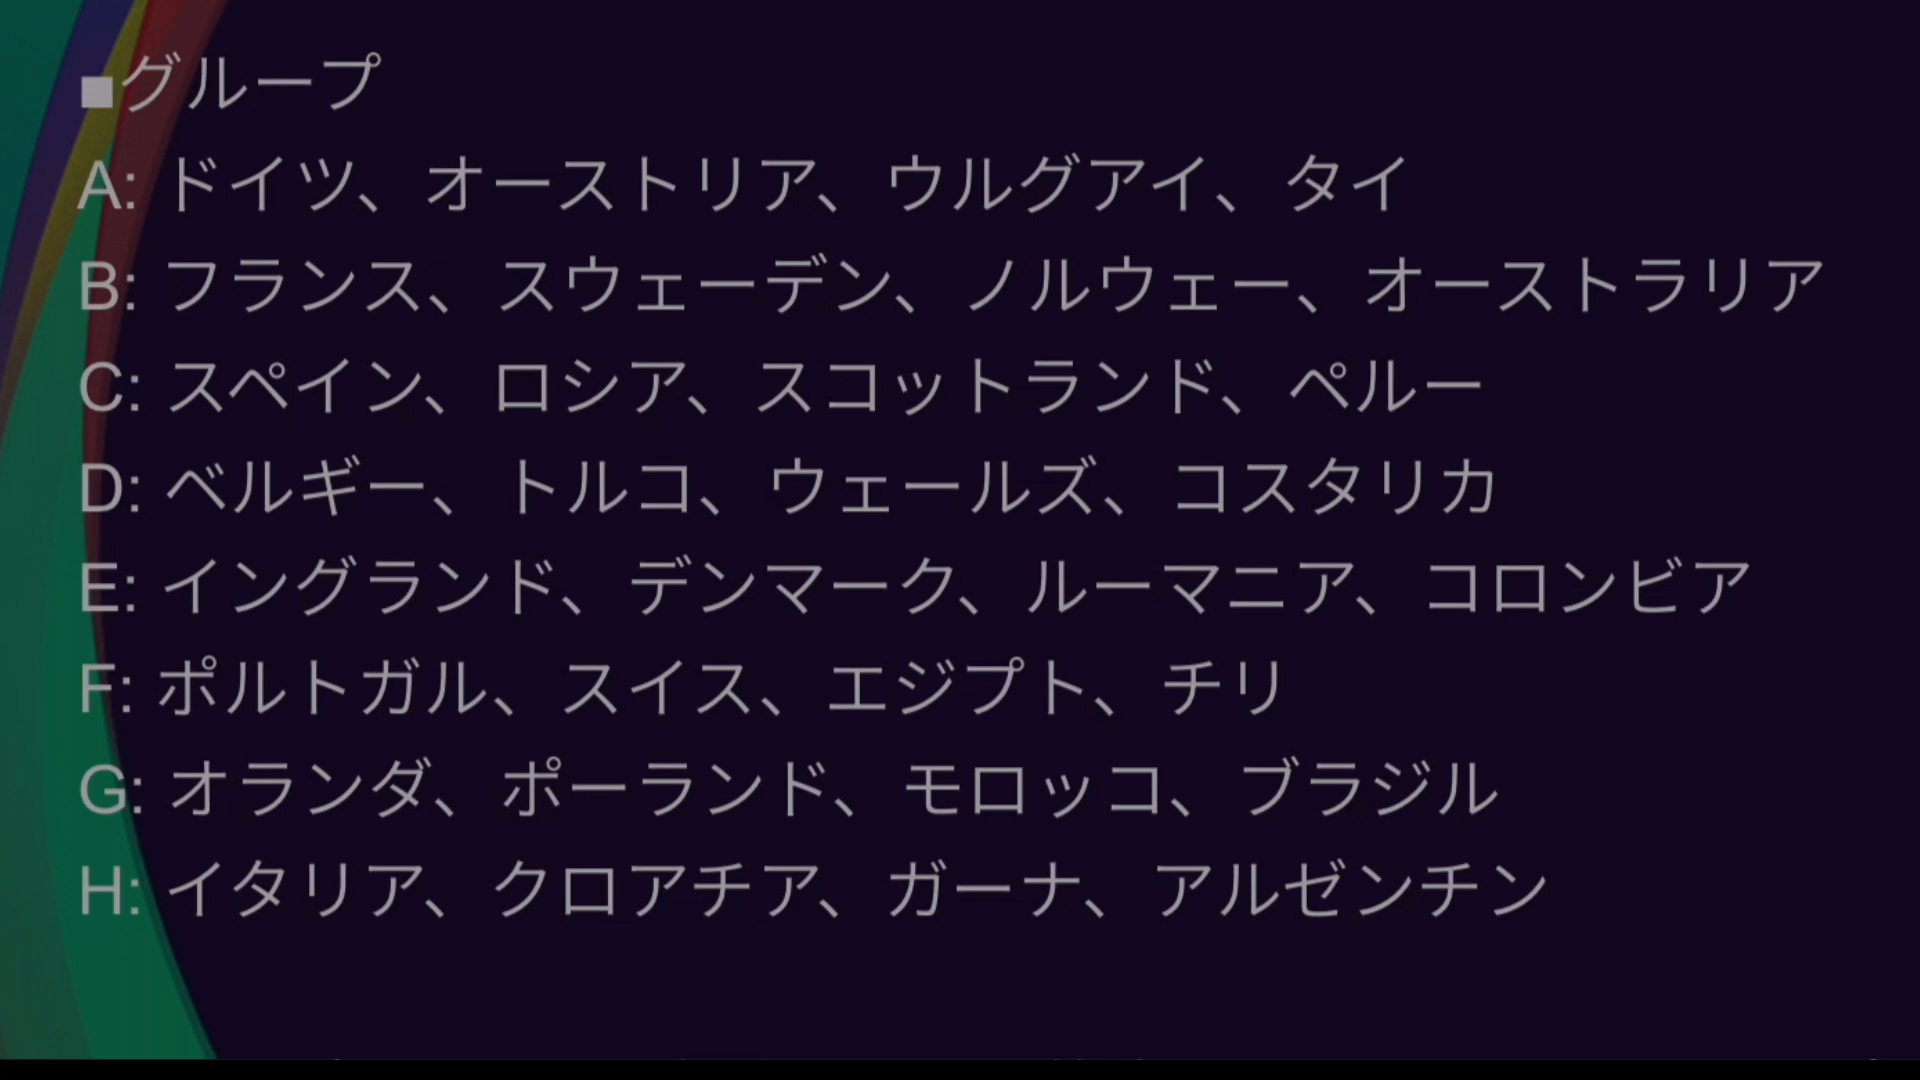 ■グループ
A: ドイツ、オーストリア、ウルグアイ、タイ
B: フランス、スウェーデン、ノルウェー、オーストラリア
C: スペイン、ロシア、スコットランド、ペルー
D: ベルギー、トルコ、ウェールズ、コスタリカ
E: イングランド、デンマーク、ルーマニア、コロンビア
F: ポルトガル、スイス、エジプト、チリ
G: オランダ、ポーランド、モロッコ、ブラジル
H: イタリア、クロアチア、ガーナ、アルゼンチン